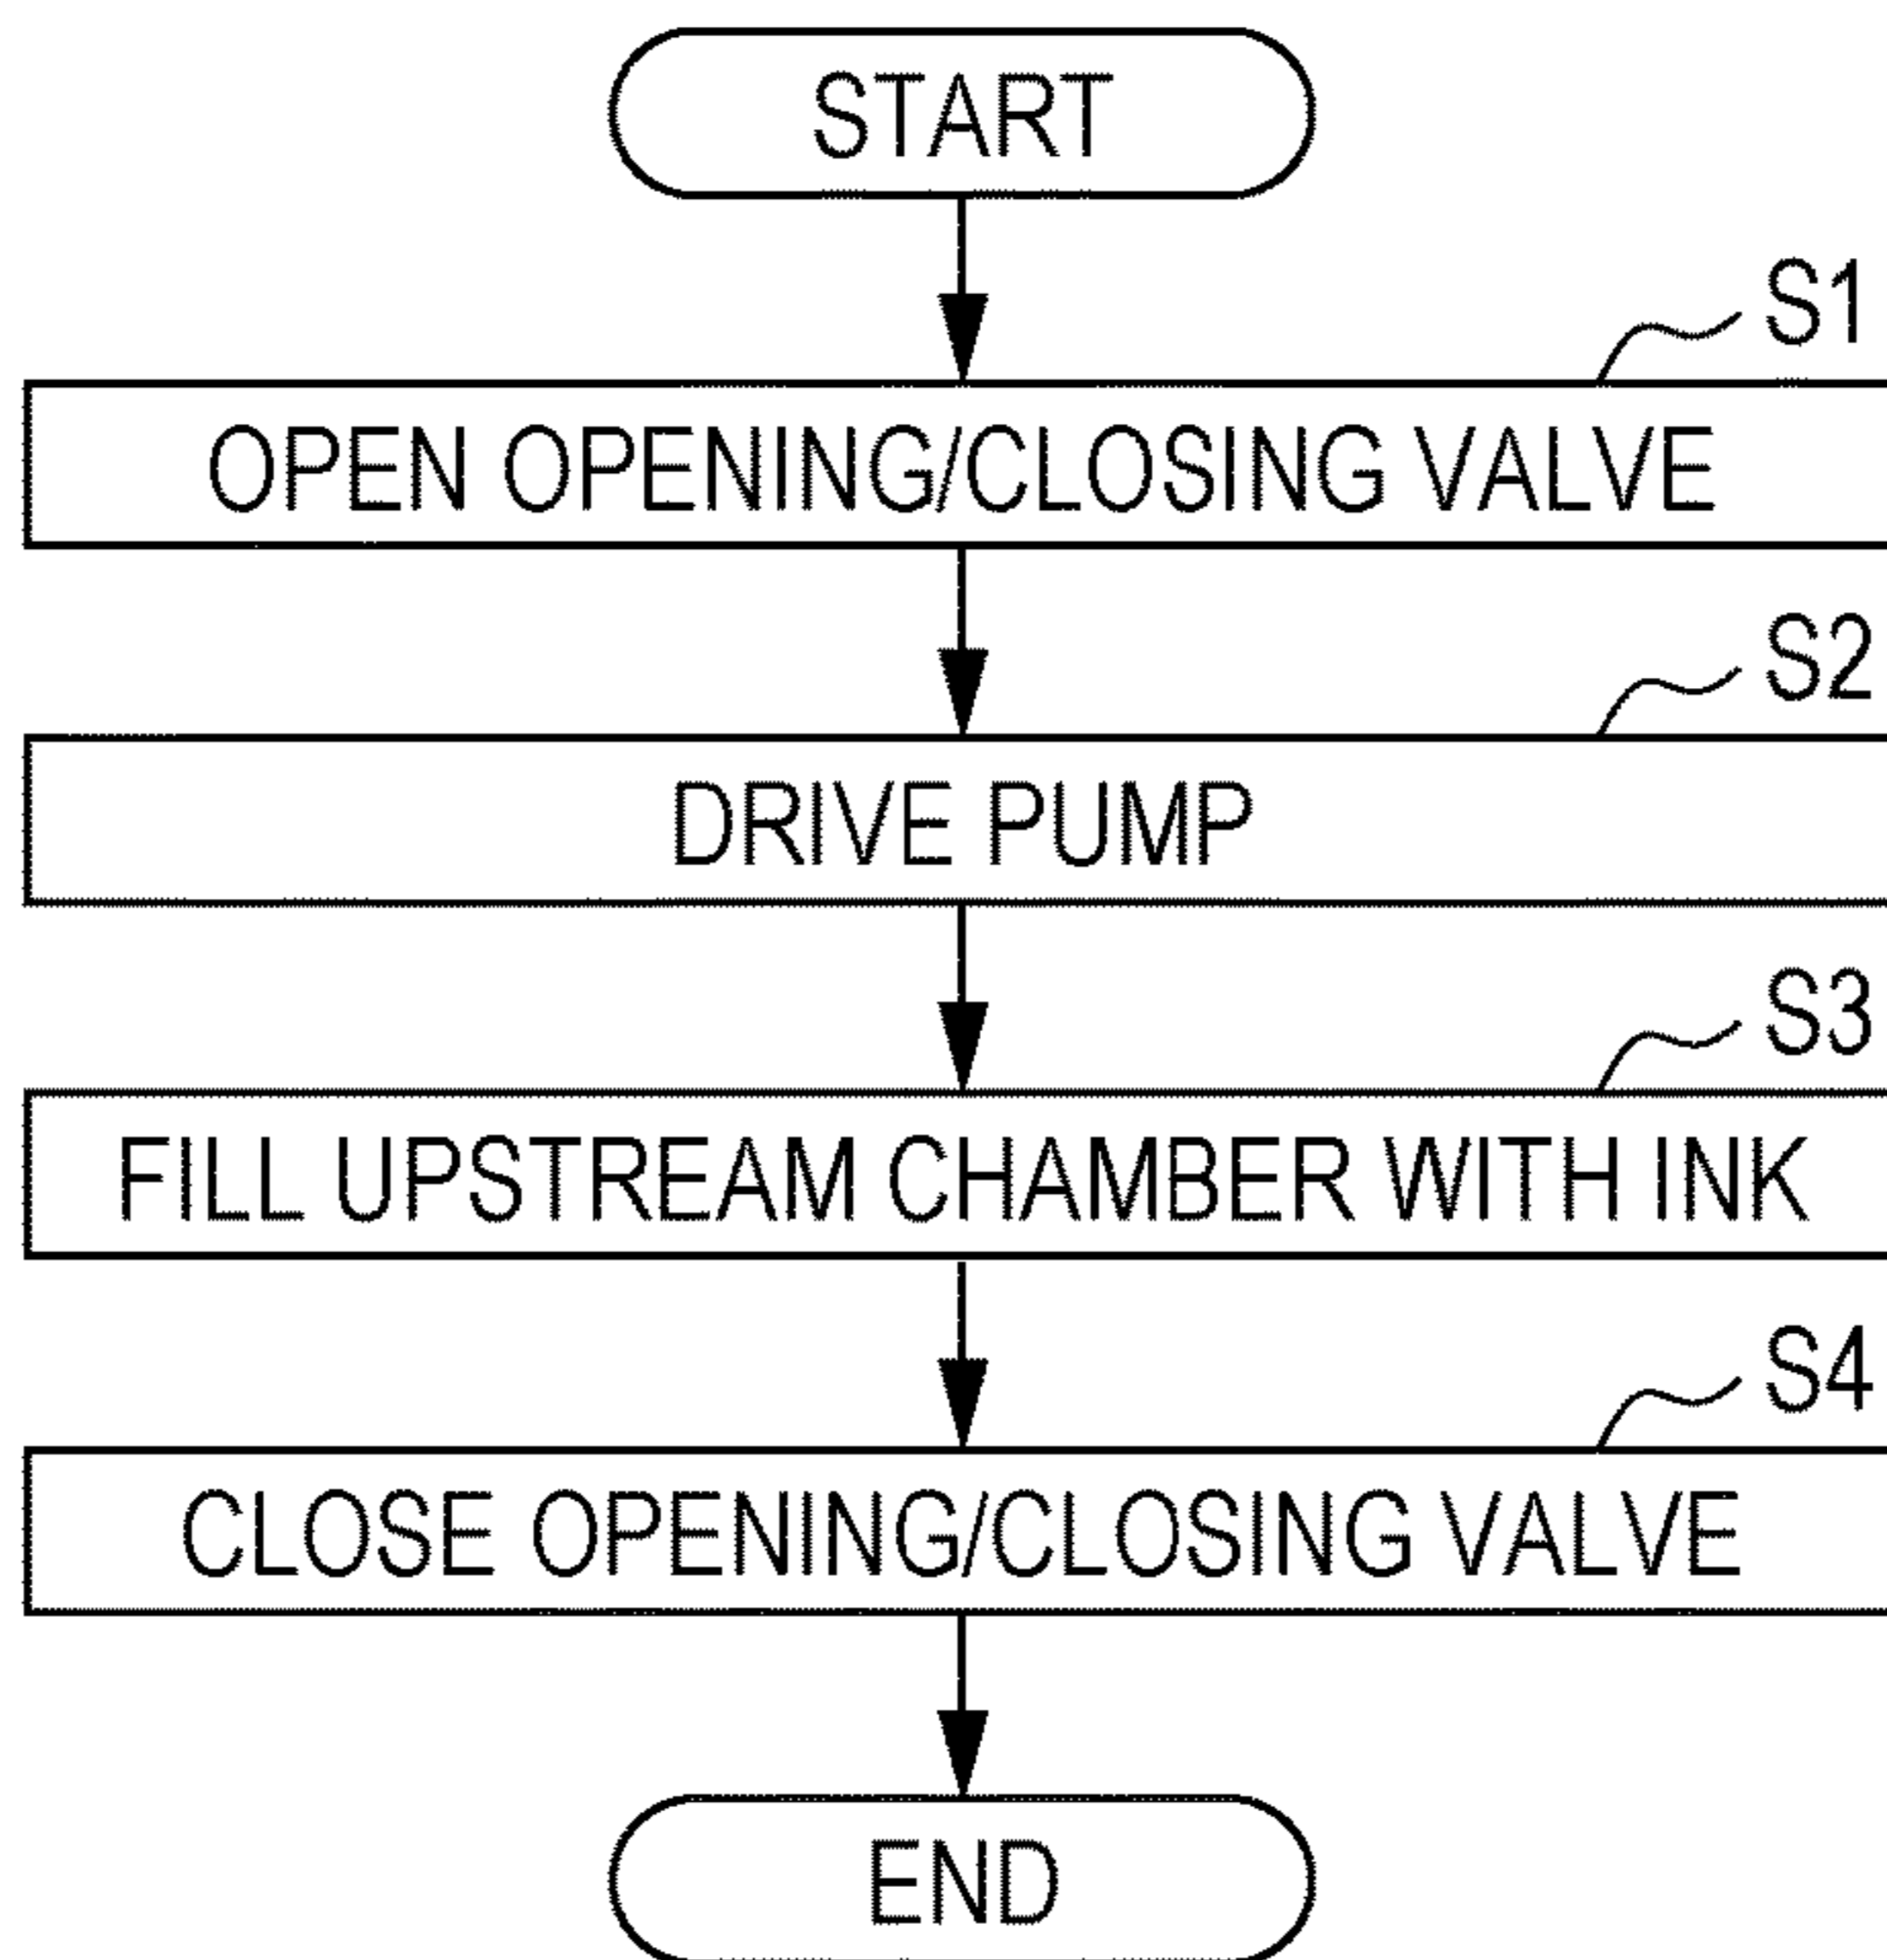 START
S1
OPEN OPENING/CLOSING VALVE
S2
DRIVE PUMP
S3
FILL UPSTREAM CHAMBER WITH INK
S4
CLOSE OPENING/CLOSING VALVE
END